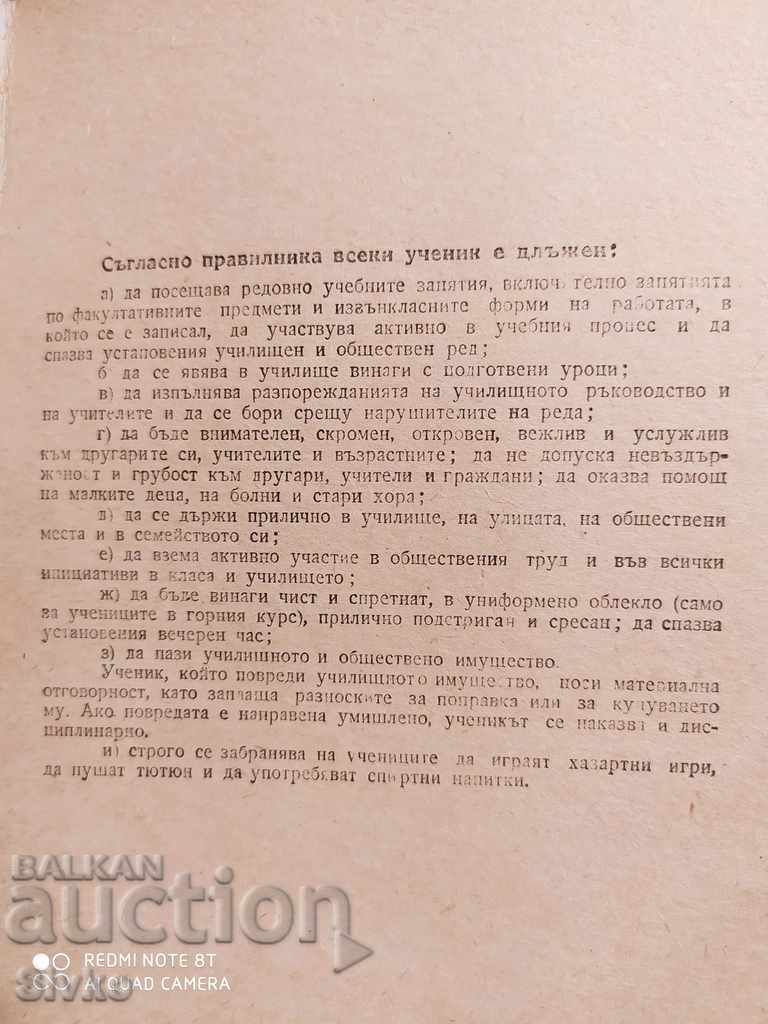 Съгласно правилника всеки ученик е длъжен:
а) да посещава редовно учебните занятия, включително занятията
по факултативните предмети и извънкласните форми на работата, в
който се е записал, да участвува активно в учебния процес и да
спазва установения училищен и обществен ред;
б да се явява в училище винаги с подготвени уроци;
в) да изпълнява разпорежданията на училищното ръководство и
на учителите и да се бори срещу нарушителите на реда;
г) да бъде внимателен, скромен, откровен, вежлив и услужлив
към другарите си, учителите и възрастните; да не допуска невъздър-
жаност и грубост към другари, учители и граждани; да оказва помощ
на малките деца, на болни и стари хора;
д) да се държи прилично в училище, на улицата, на обществени
места и в семейството си;
е) да взема активно участие в обществения труд и във всички
инициативи в класа и училището;
ж) да бъде винаги чист и спретнат, в униформено облекло (само
за учениците в горния курс), прилично подстриган и сресан; да спазва
установения вечерен час;
з) да пази училищното и обществено имущество.
Ученик, който повреди училищното имущество, носи материална
отговорност, като заплаща разноските за поправка или за купуването
му. Ако повредата е направена умишлено, ученикът се наказва и дис-
циплинарно.
и) строго се забранява на учениците да играят хазартни игри,
да пушат тютюн и да употребяват спиртни напитки.
BALKAN
auction
REDMI NOTE 8T
AI QUAD CAMERA
Sivko